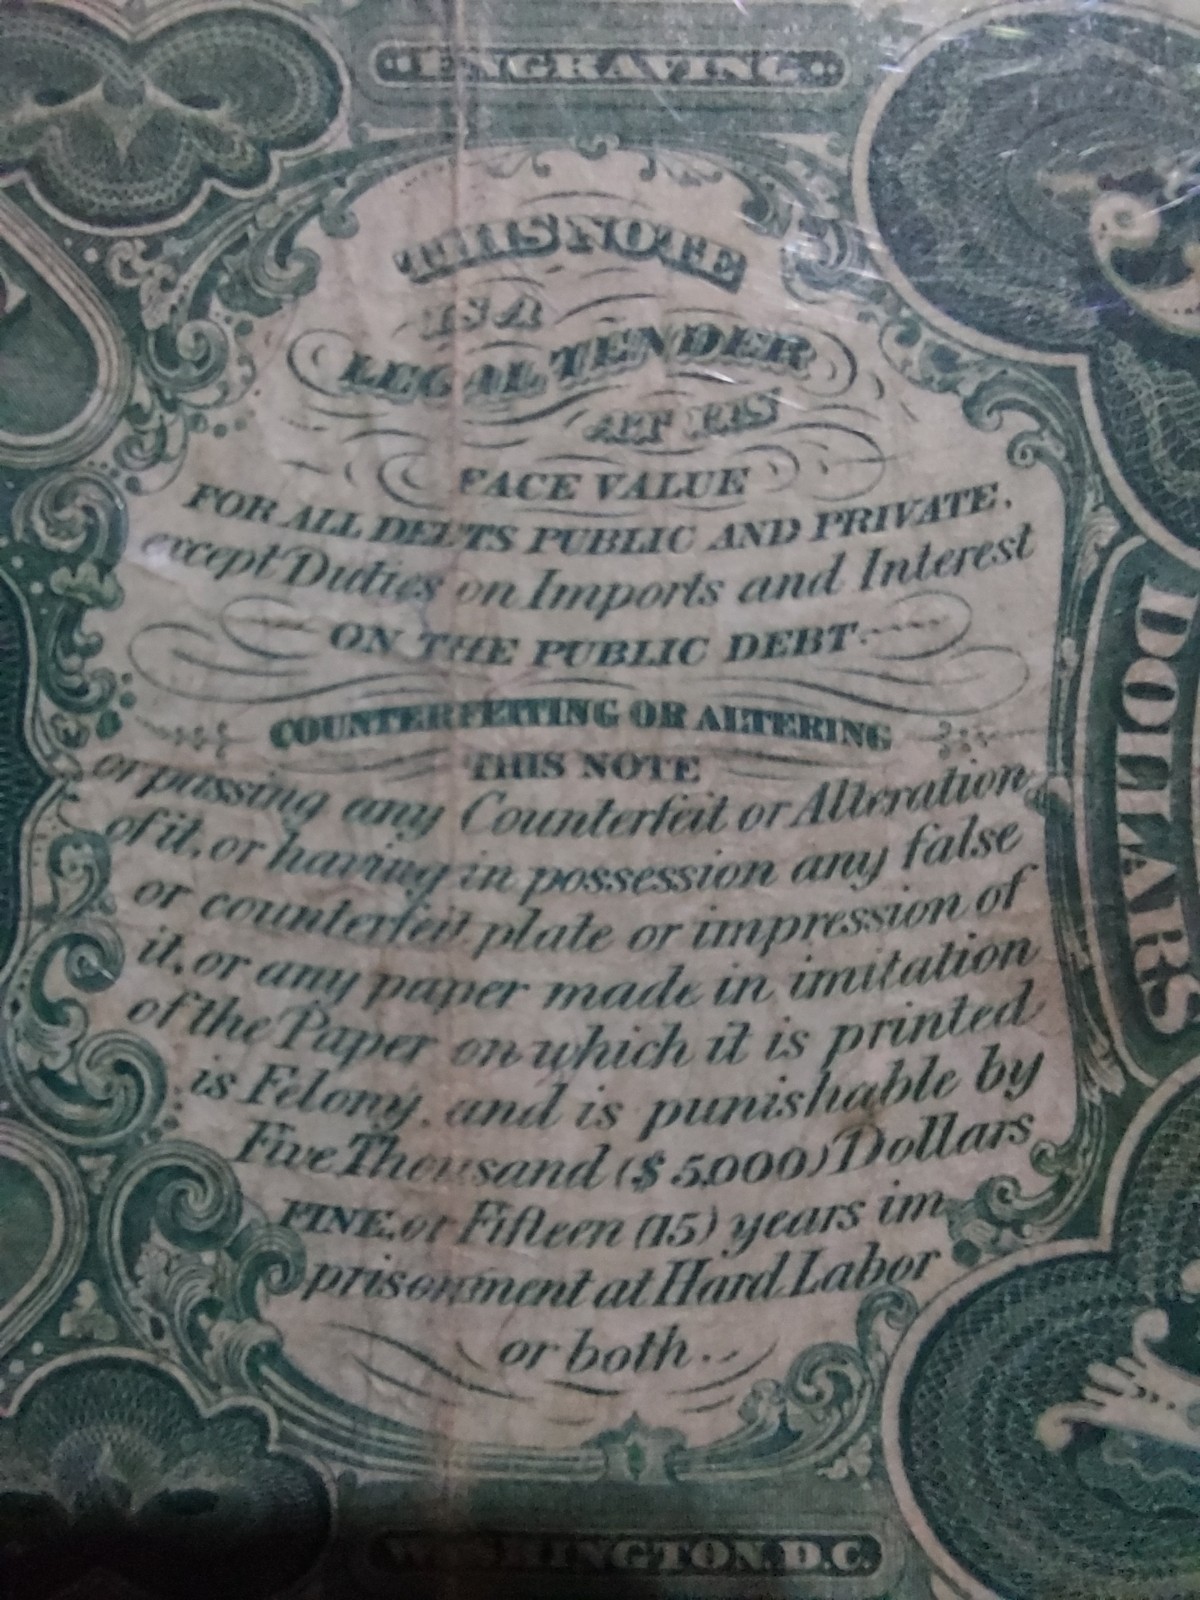 ENGRAVING
THIS NOTE
IS A
LEGAL TENDER
AT ITS
FACE VALUE
FOR ALL DEBTS PUBLIC AND PRIVATE,
except Duties on Imports and Interest
ON THE PUBLIC DEBT.
COUNTERFEITING OR ALTERING
THIS NOTE
or passing any Counterfeit or Alteration
of it, or having in possession any false
or counterfeit plate or impression of
it, or any paper made in imitation
of the Paper on which it is printed
is Felony, and is punishable by
Five Thousand ($5,000) Dollars
FINE, or Fifteen (15) years im
prisonment at Hard Labor
or both.
DOLLARS
WASHINGTON, D.C.